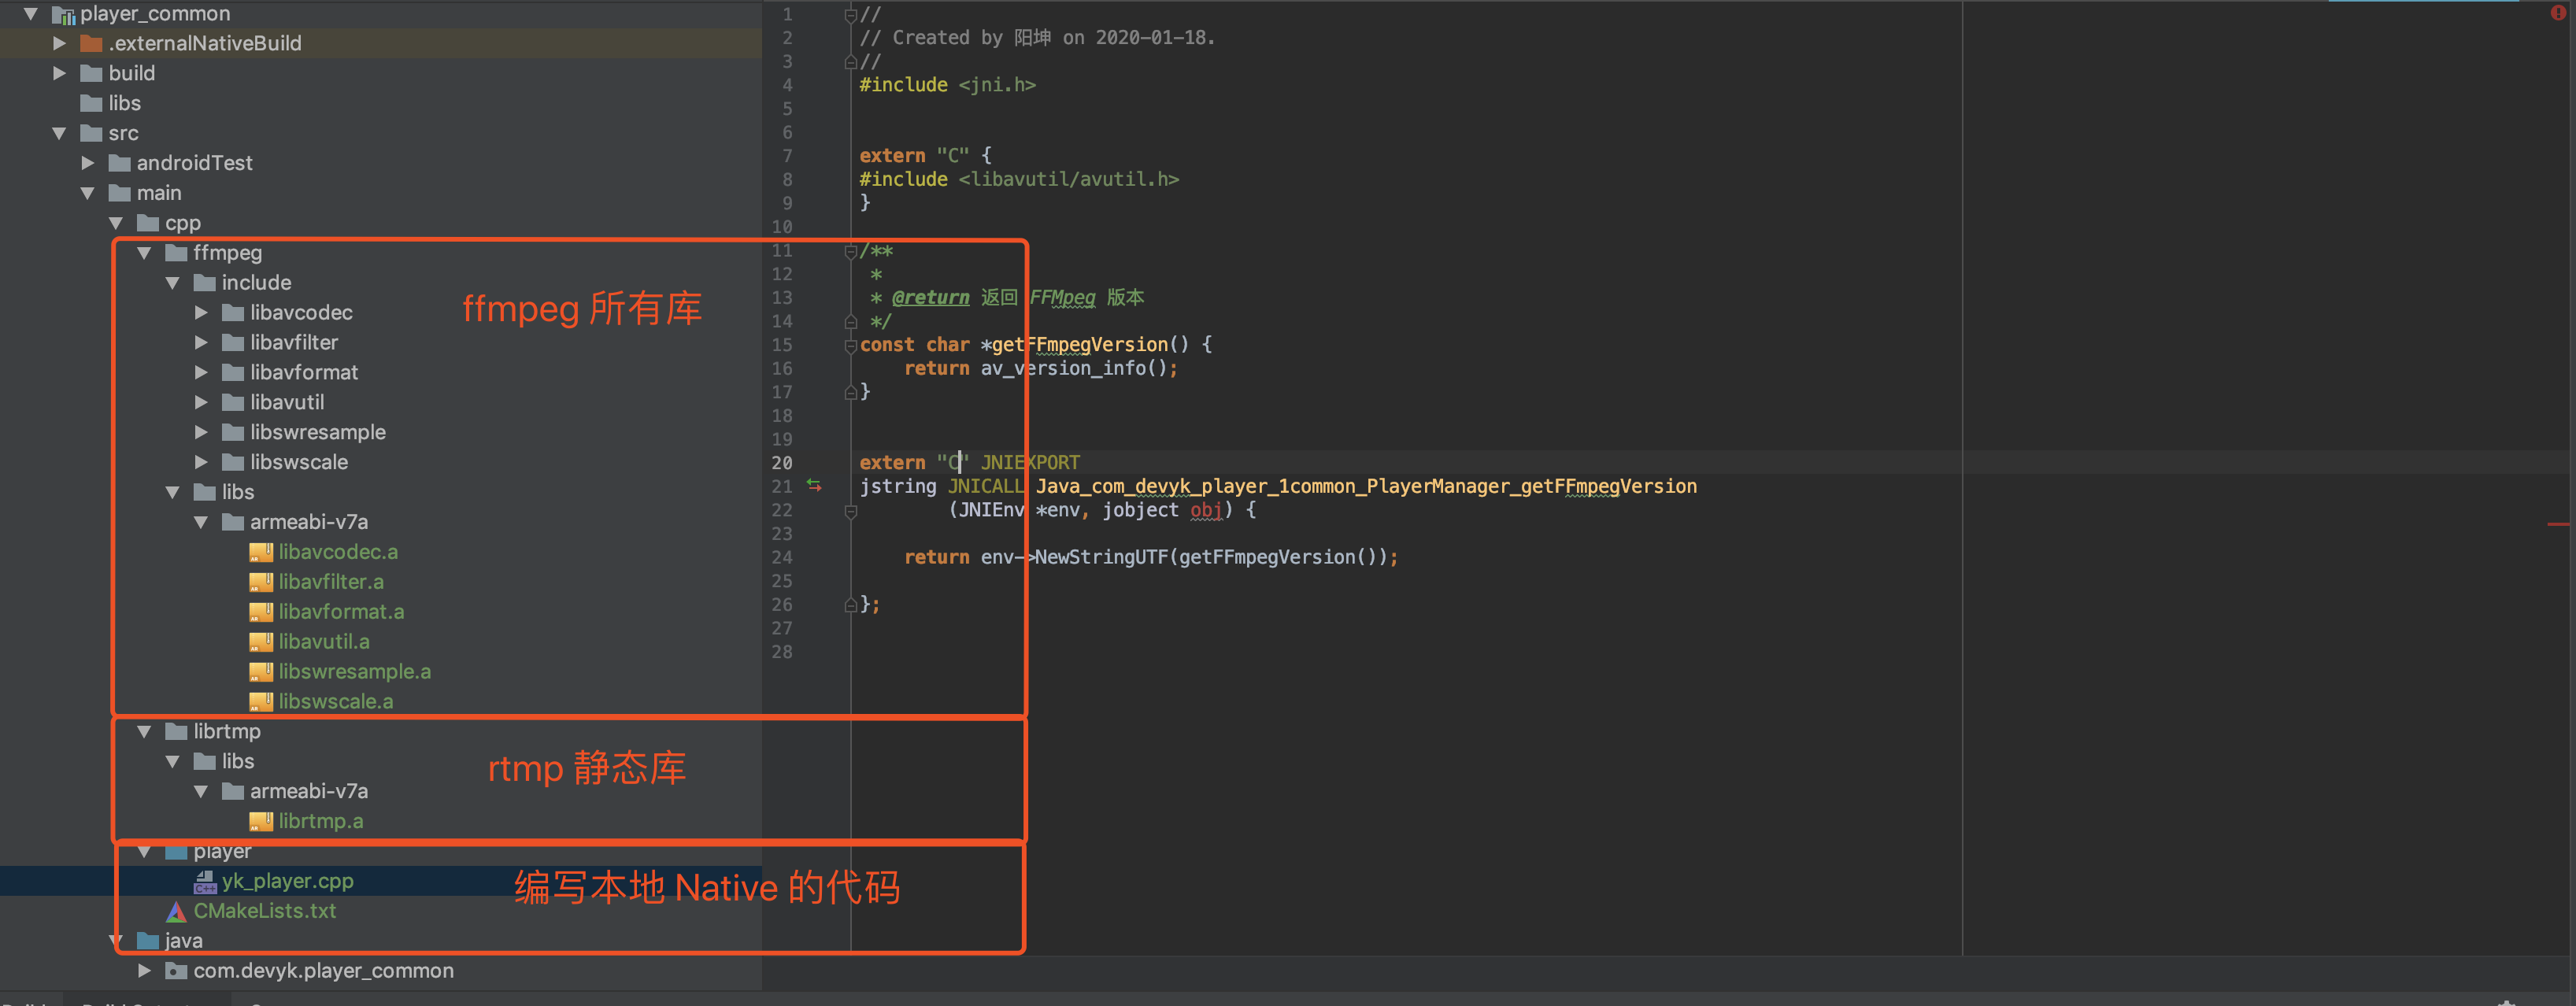 player_common
.externalNativeBuild
build
libs
src
androidTest
main
cpp
ffmpeg
include
libavcodec
libavfilter
libavformat
libavutil
libswresample
libswscale
libs
armeabi-v7a
libavcodec.a
libavfilter.a
libavformat.a
libavutil.a
libswresample.a
libswscale.a
librtmp
libs
armeabi-v7a
librtmp.a
player
yk_player.cpp
CMakeLists.txt
java
com.devyk.player_common
ffmpeg 所有库
rtmp 静态库
编写本地 Native 的代码
1 //
2 // Created by 阳坤 on 2020-01-18.
3 //
4 #include <jni.h>
5
6
7 extern "C" {
8 #include <libavutil/avutil.h>
9 }
10
11 /**
12  *
13  * @return 返回 FFMpeg 版本
14  */
15 const char *getFFmpegVersion() {
16     return av_version_info();
17 }
18
19
20 extern "C" JNIEXPORT
21 jstring JNICALL Java_com_devyk_player_1common_PlayerManager_getFFmpegVersion
22         (JNIEnv *env, jobject obj) {
23
24     return env->NewStringUTF(getFFmpegVersion());
25
26 };
27
28